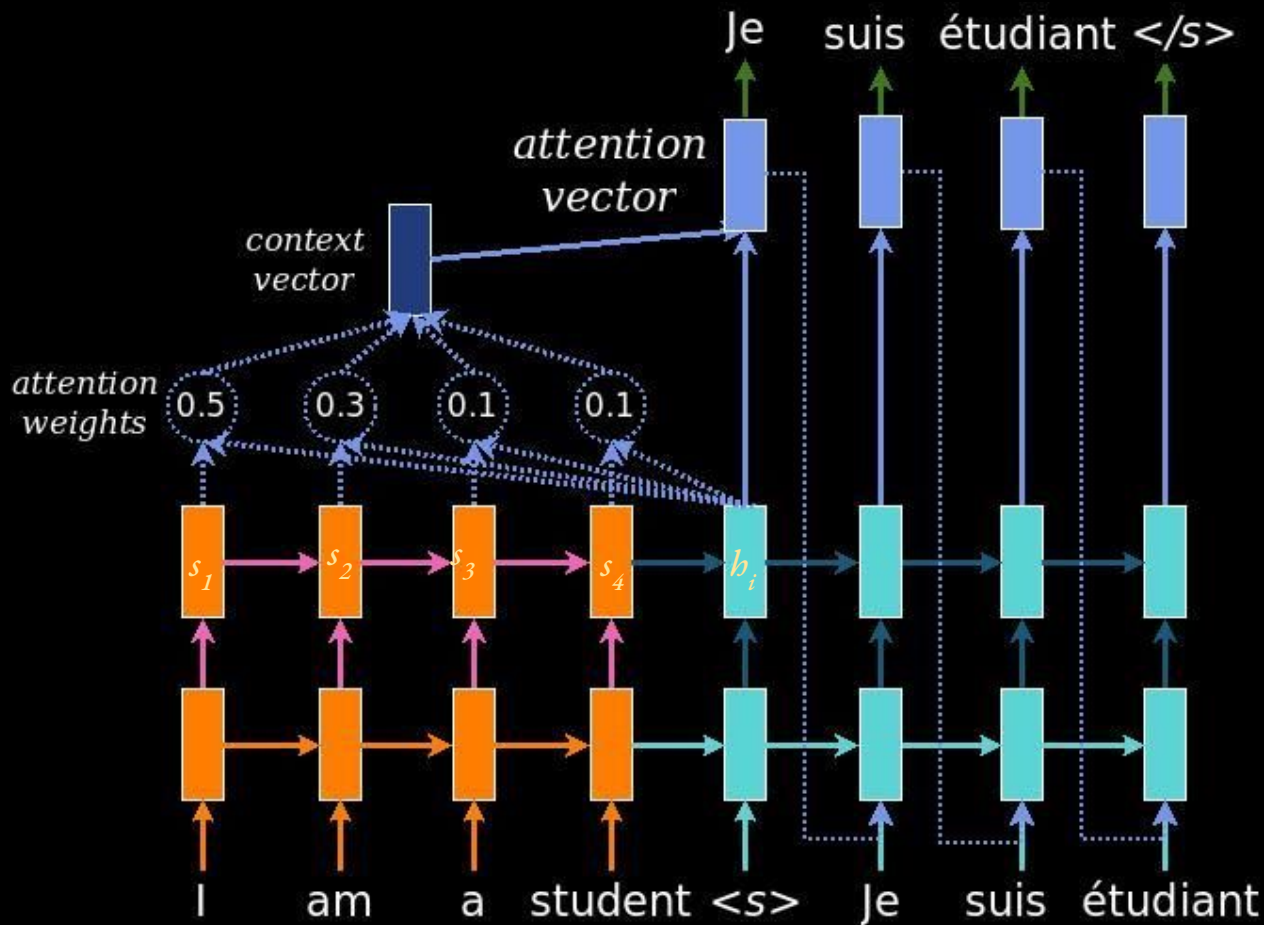 Je suis étudiant </s>
attention
vector
context
vector
attention
weights
0.5 0.3 0.1 0.1
s1 s2 s3 s4 hi
I am a student <s> Je suis étudiant